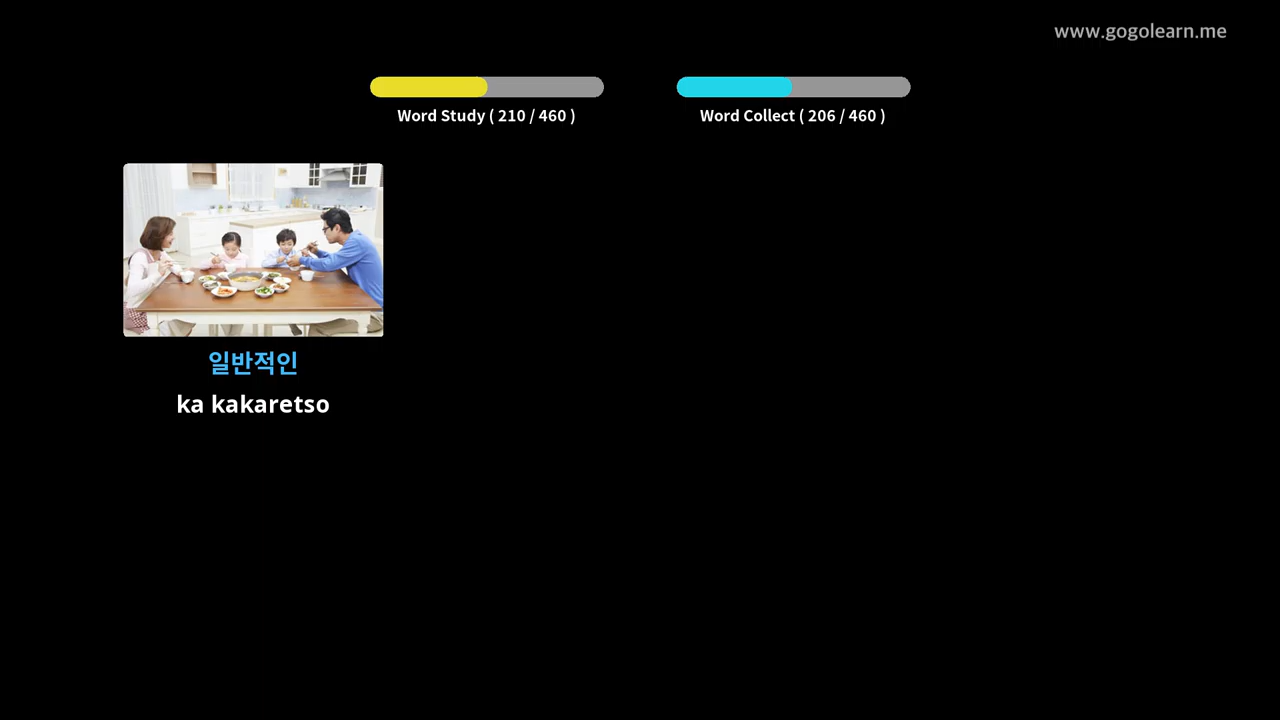 www.gogolearn.me
Word Study ( 210 / 460 )
Word Collect ( 206 / 460 )
일반적인
ka kakaretso